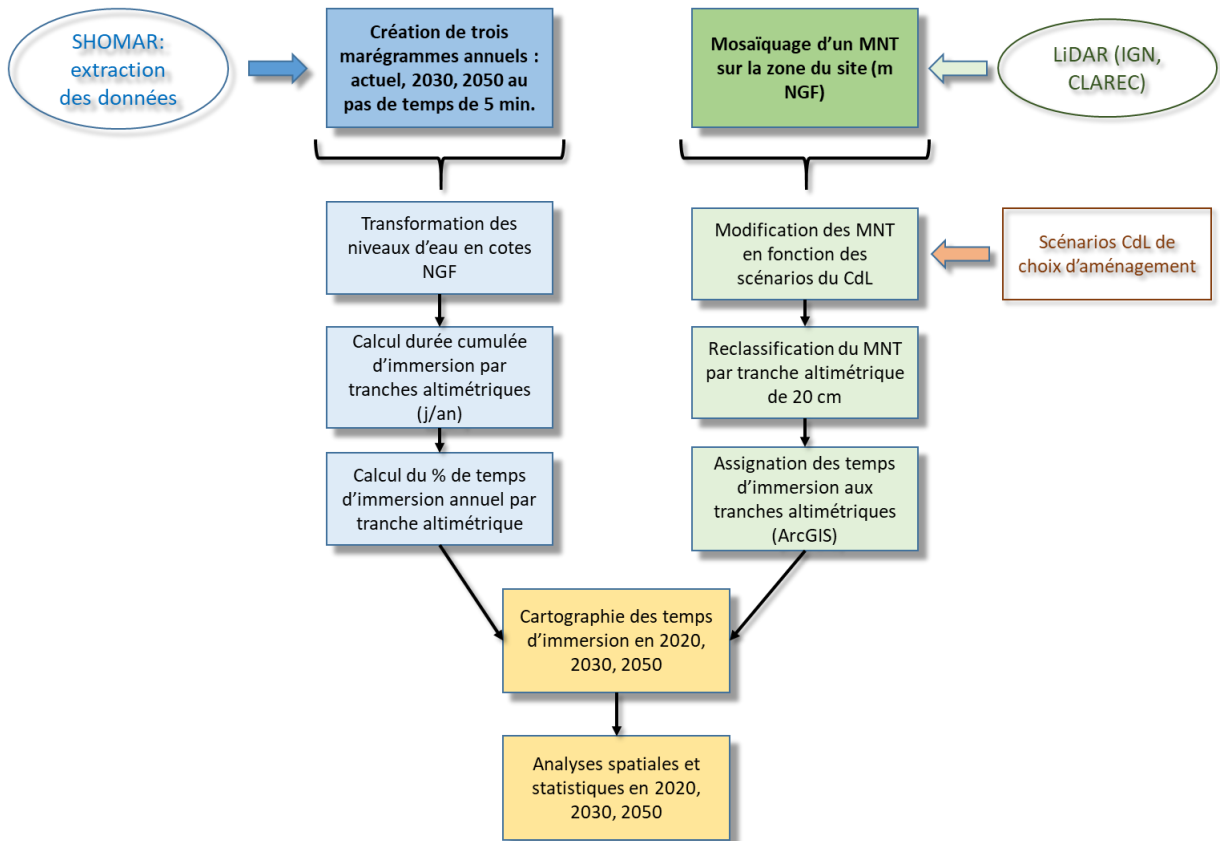 SHOMAR:
extraction
des données
Création de trois
marégrammes annuels :
actuel, 2030, 2050 au
pas de temps de 5 min.
Mosaïquage d’un MNT
sur la zone du site (m
NGF)
LiDAR (IGN,
CLAREC)
Transformation des
niveaux d’eau en cotes
NGF
Modification des MNT
en fonction des
scénarios du CdL
Scénarios CdL de
choix d’aménagement
Calcul durée cumulée
d’immersion par
tranches altimétriques
(j/an)
Reclassification du MNT
par tranche altimétrique
de 20 cm
Calcul du % de temps
d’immersion annuel par
tranche altimétrique
Assignation des temps
d’immersion aux
tranches altimétriques
(ArcGIS)
Cartographie des temps
d’immersion en 2020,
2030, 2050
Analyses spatiales et
statistiques en 2020,
2030, 2050